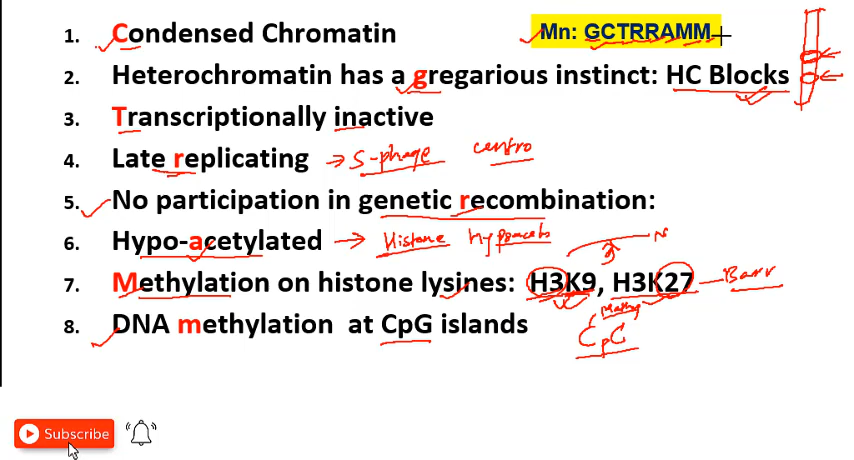 1. Condensed Chromatin
Mn: GCTRRAMM
2. Heterochromatin has a gregarious instinct: HC Blocks
3. Transcriptionally inactive
4. Late replicating → S-phage centro
5. No participation in genetic recombination:
6. Hypo-acetylated → Histone
7. Methylation on histone lysines: H3K9, H3K27 – Barr
8. DNA methylation at CpG islands
CpG
Subscribe